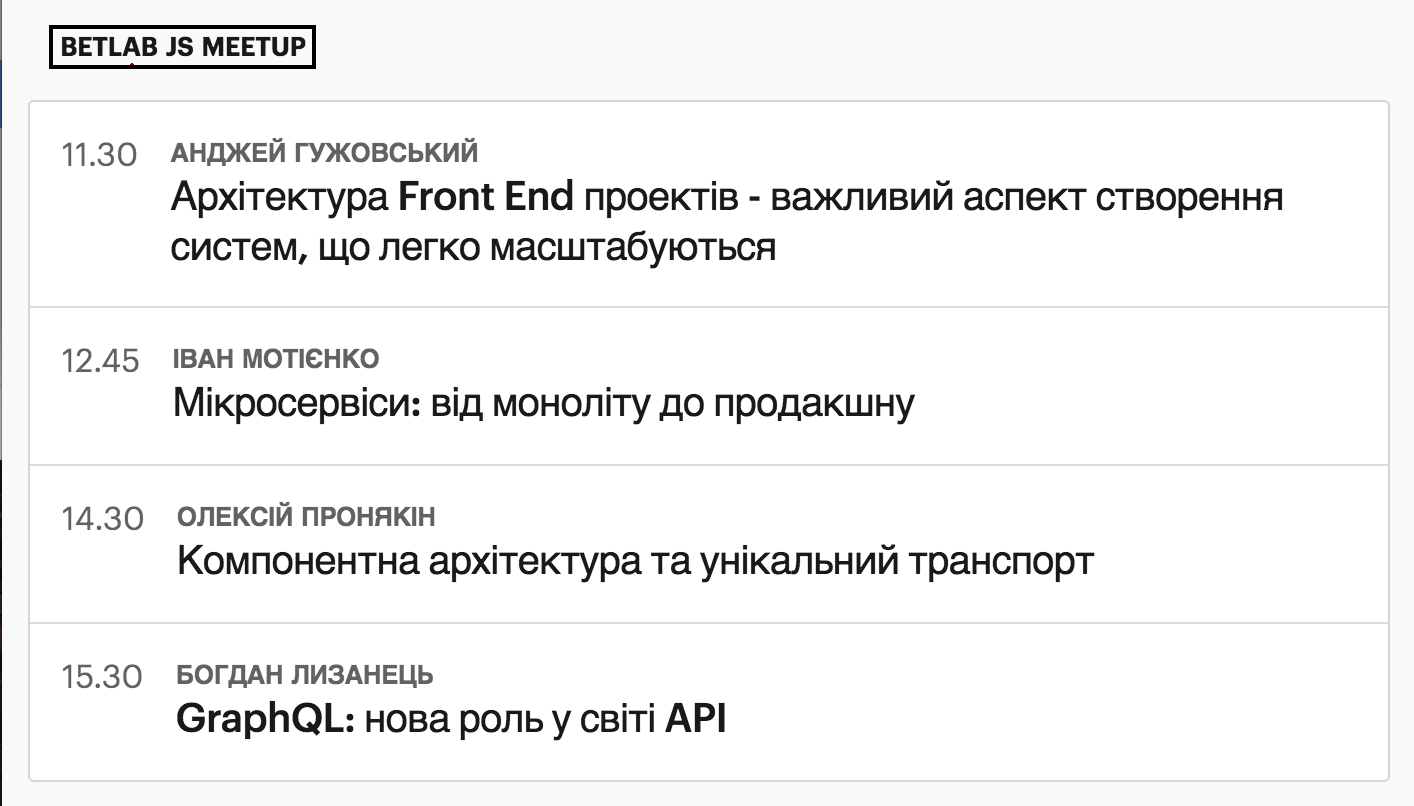 BETLAB JS MEETUP
11.30 АНДЖЕЙ ГУЖОВСЬКИЙ
Архітектура Front End проектів - важливий аспект створення
систем, що легко масштабуються
12.45 ІВАН МОТІЄНКО
Мікросервіси: від моноліту до продакшну
14.30 ОЛЕКСІЙ ПРОНЯКІН
Компонентна архітектура та унікальний транспорт
15.30 БОГДАН ЛИЗАНЕЦЬ
GraphQL: нова роль у світі API